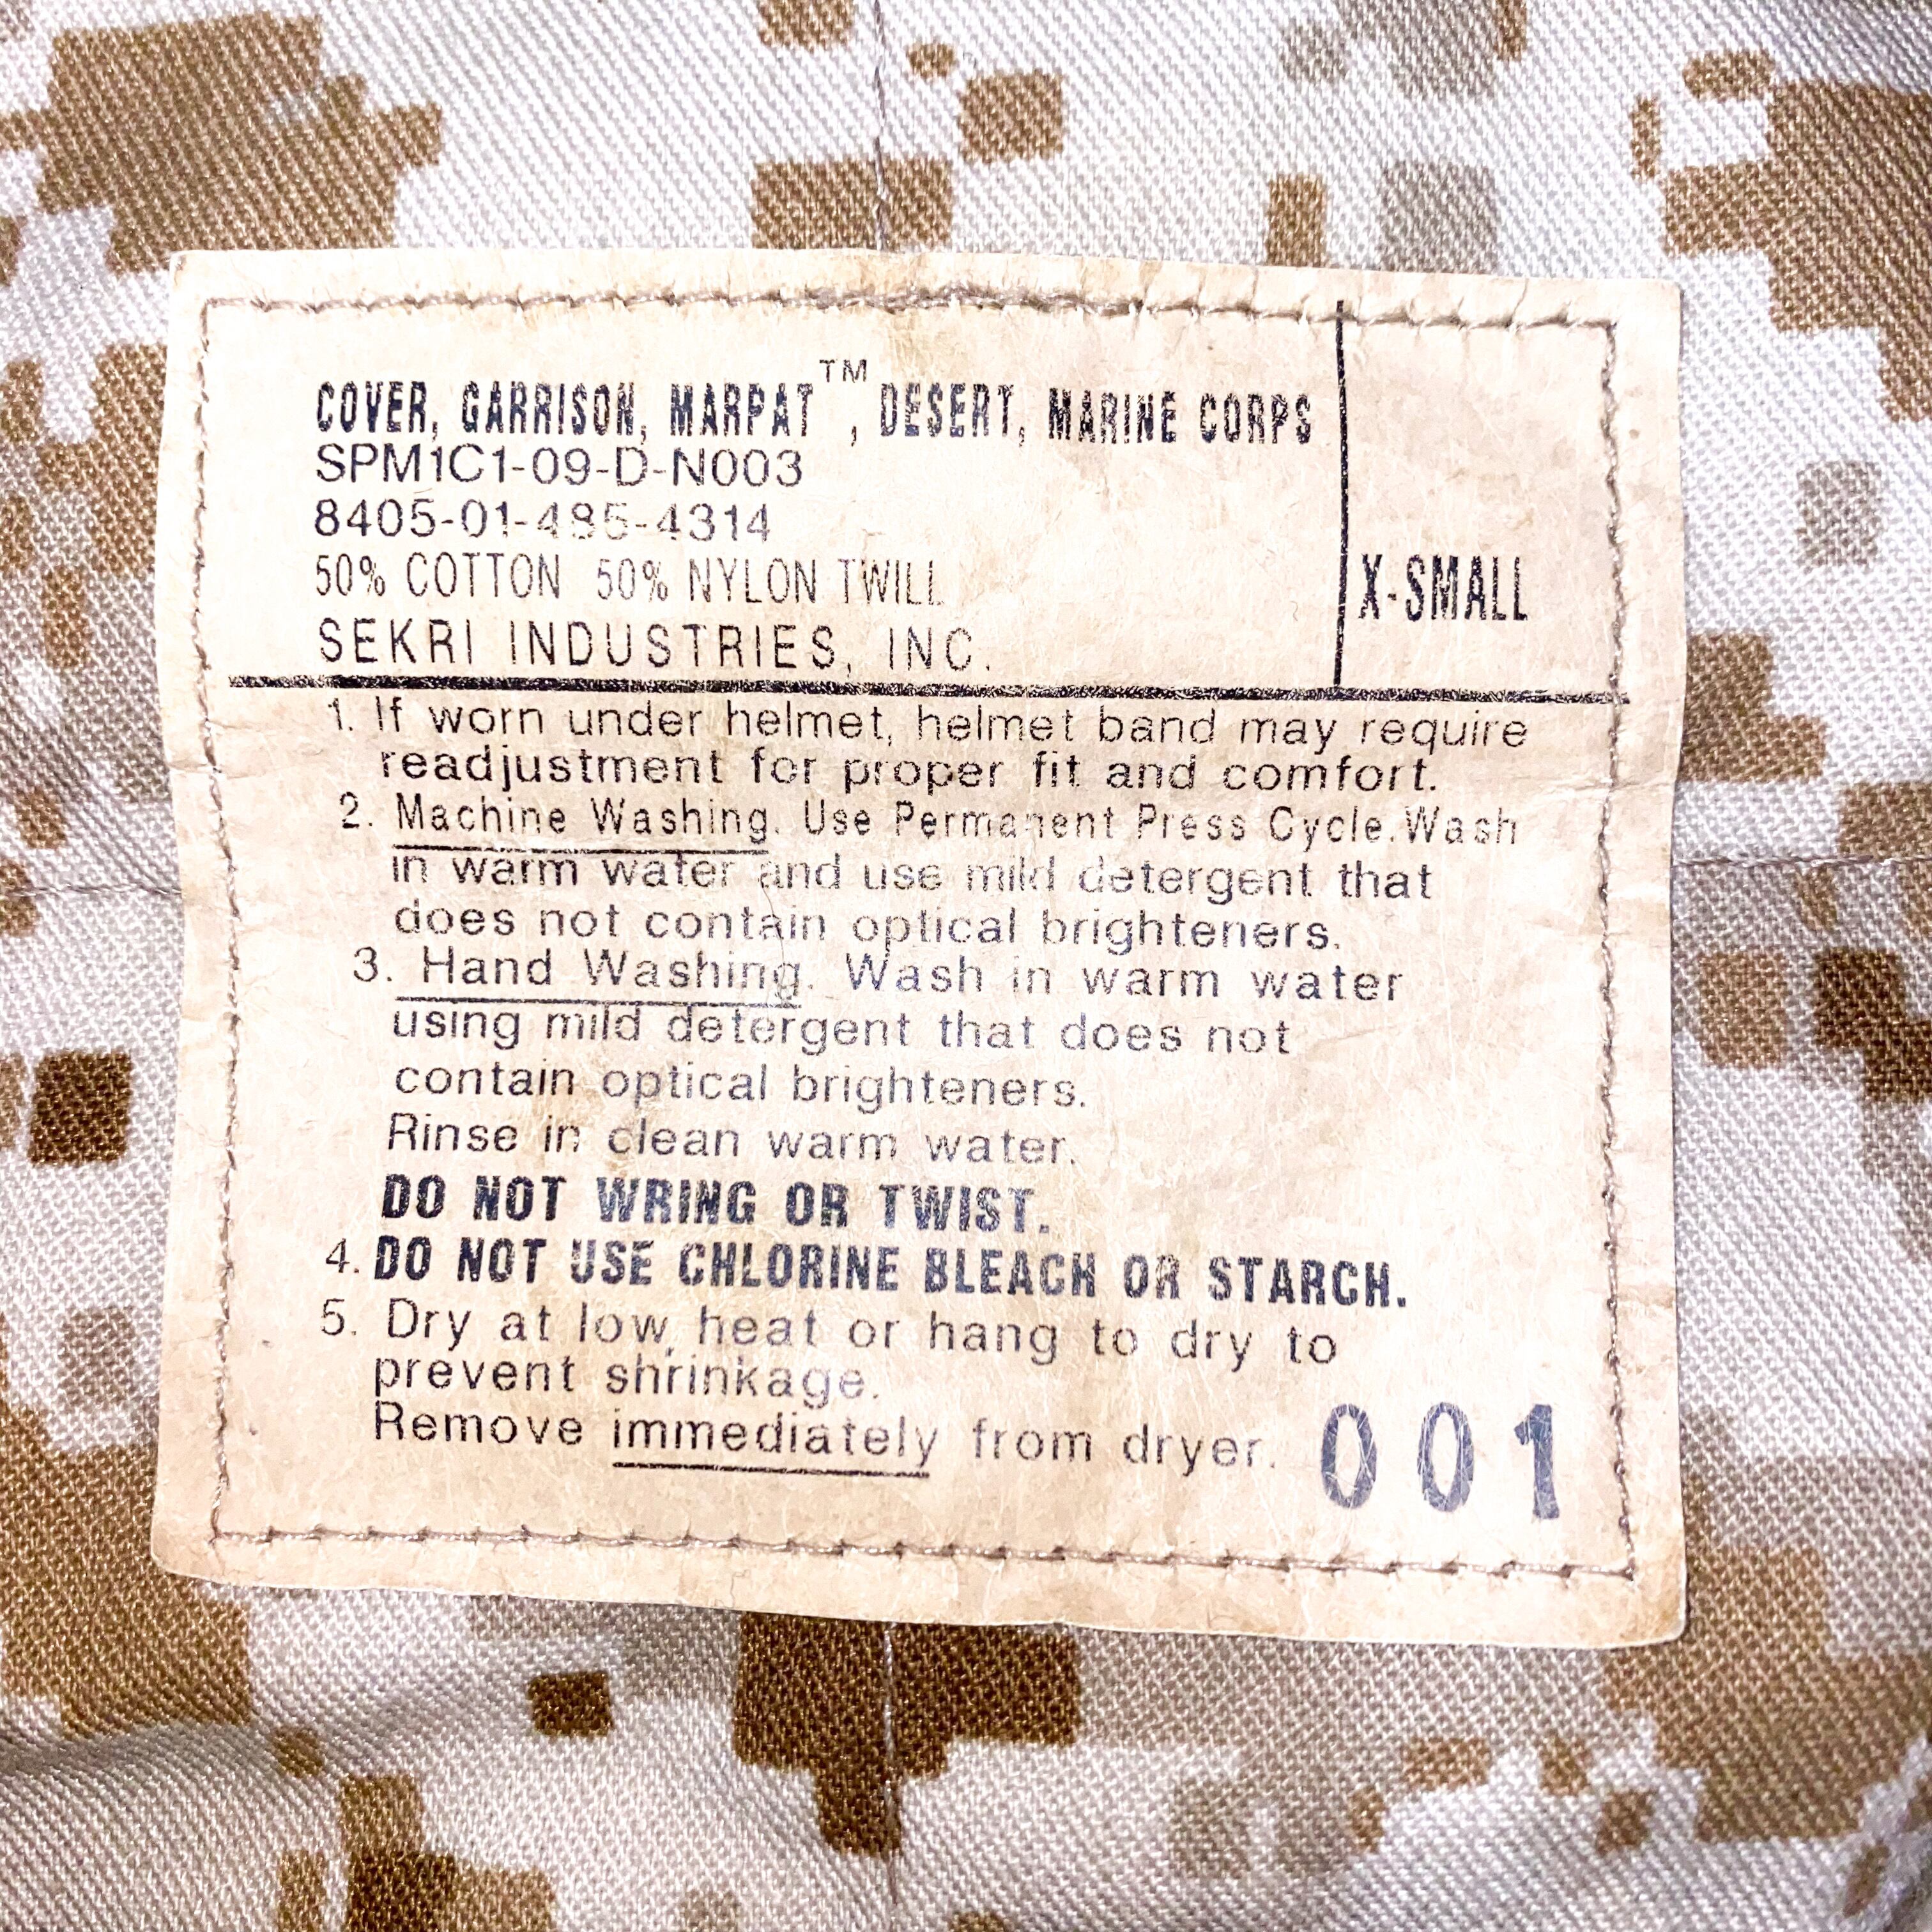 COVER, GARRISON, MARPAT™, DESERT, MARINE CORPS
SPM1C1-09-D-N003
8405-01-485-4314
50% COTTON 50% NYLON TWILL
SEKRI INDUSTRIES, INC.
X-SMALL
1. If worn under helmet, helmet band may require
readjustment for proper fit and comfort.
2. Machine Washing. Use Permanent Press Cycle. Wash
in warm water and use mild detergent that
does not contain optical brighteners.
3. Hand Washing. Wash in warm water
using mild detergent that does not
contain optical brighteners.
Rinse in clean warm water.
DO NOT WRING OR TWIST.
4. DO NOT USE CHLORINE BLEACH OR STARCH.
5. Dry at low heat or hang to dry to
prevent shrinkage.
Remove immediately from dryer.
001